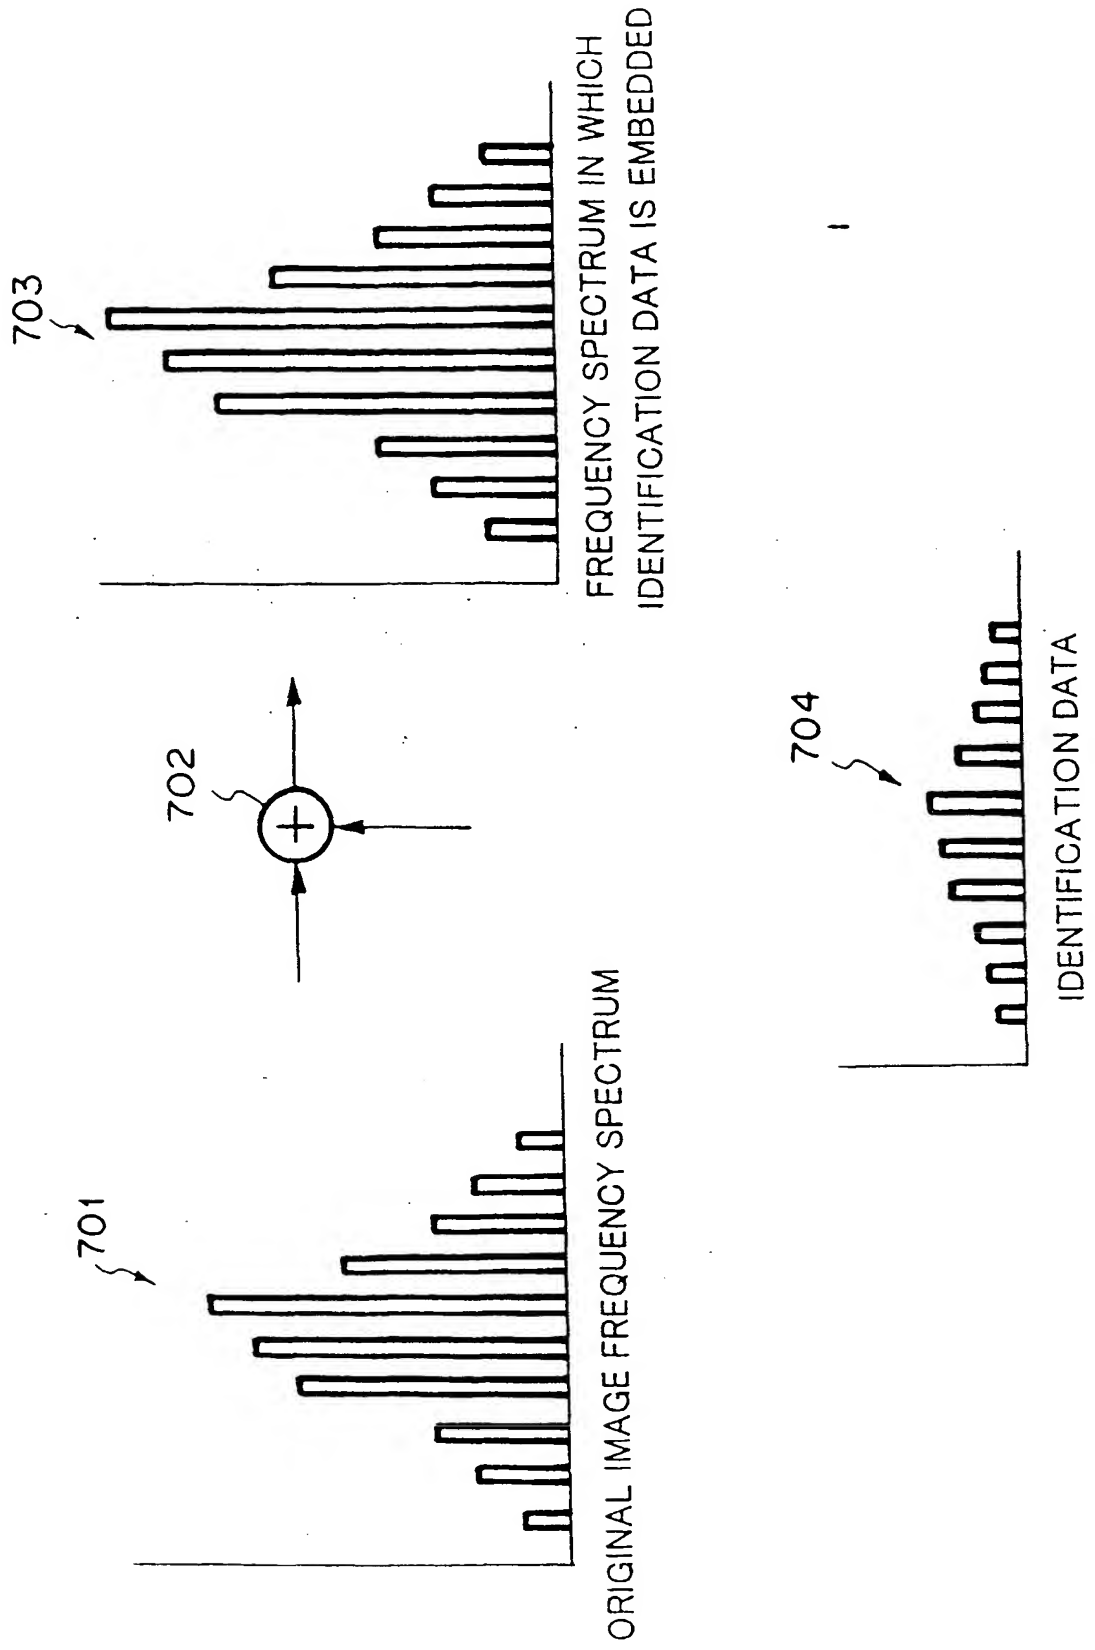 701
ORIGINAL IMAGE FREQUENCY SPECTRUM
702
703
FREQUENCY SPECTRUM IN WHICH
IDENTIFICATION DATA IS EMBEDDED
704
IDENTIFICATION DATA